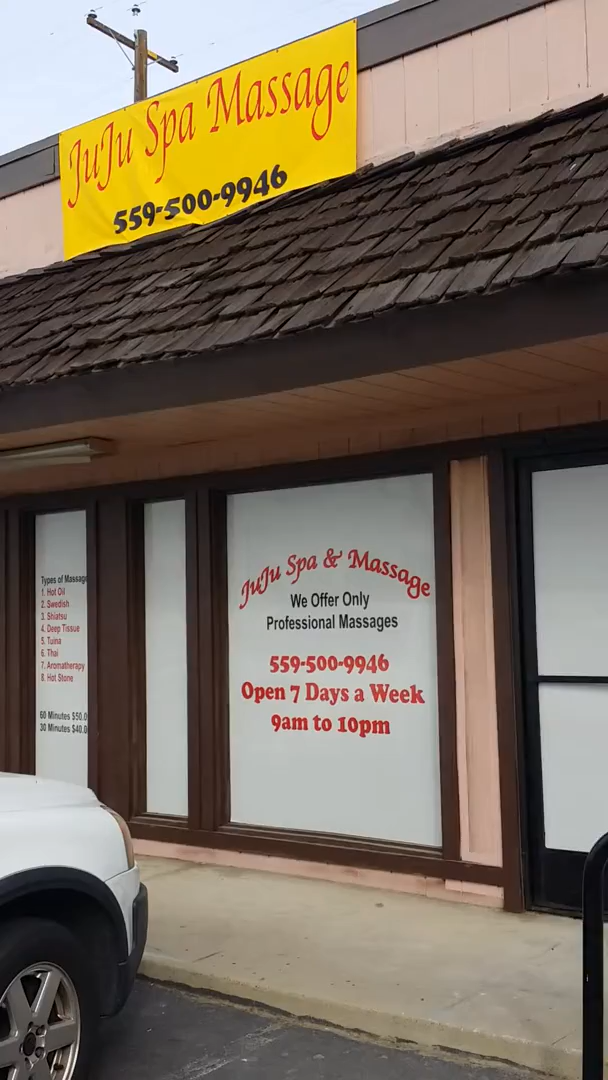 JuJu Spa Massage
559-500-9946
Types of Massage
1. Hot Oil
2. Swedish
3. Shiatsu
4. Deep Tissue
5. Tuina
6. Thai
7. Aromatherapy
8. Hot Stone
60 Minutes $50.0
30 Minutes $40.0
JuJu Spa & Massage
We Offer Only
Professional Massages
559-500-9946
Open 7 Days a Week
9am to 10pm